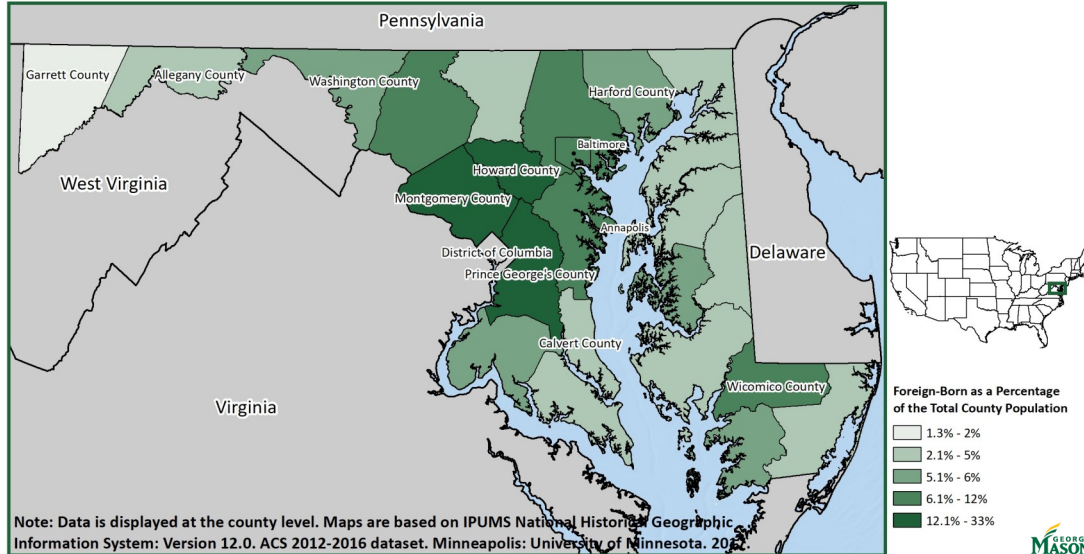 Pennsylvania
Garrett County
Allegany County
Washington County
Harford County
Baltimore
Howard County
West Virginia
Montgomery County
Annapolis
District of Columbia
Delaware
Prince George's County
Calvert County
Wicomico County
Virginia
Foreign-Born as a Percentage
of the Total County Population
1.3% - 2%
2.1% - 5%
5.1% - 6%
6.1% - 12%
12.1% - 33%
Note: Data is displayed at the county level. Maps are based on IPUMS National Historical Geographic
Information System: Version 12.0. ACS 2012-2016 dataset. Minneapolis: University of Minnesota.
GEORG
MASON